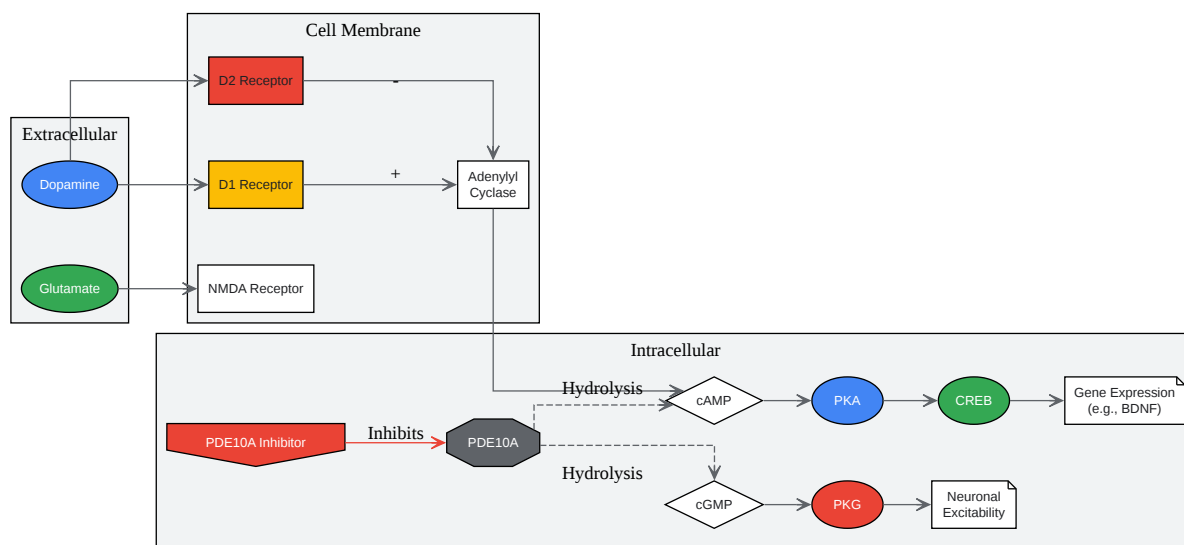 Cell Membrane
D2 Receptor
-
Extracellular
Dopamine
D1 Receptor
+
Adenylyl
Cyclase
Glutamate
NMDA Receptor
Intracellular
Hydrolysis
cAMP
PKA
CREB
Gene Expression
(e.g., BDNF)
PDE10A Inhibitor
Inhibits
PDE10A
Hydrolysis
cGMP
PKG
Neuronal
Excitability